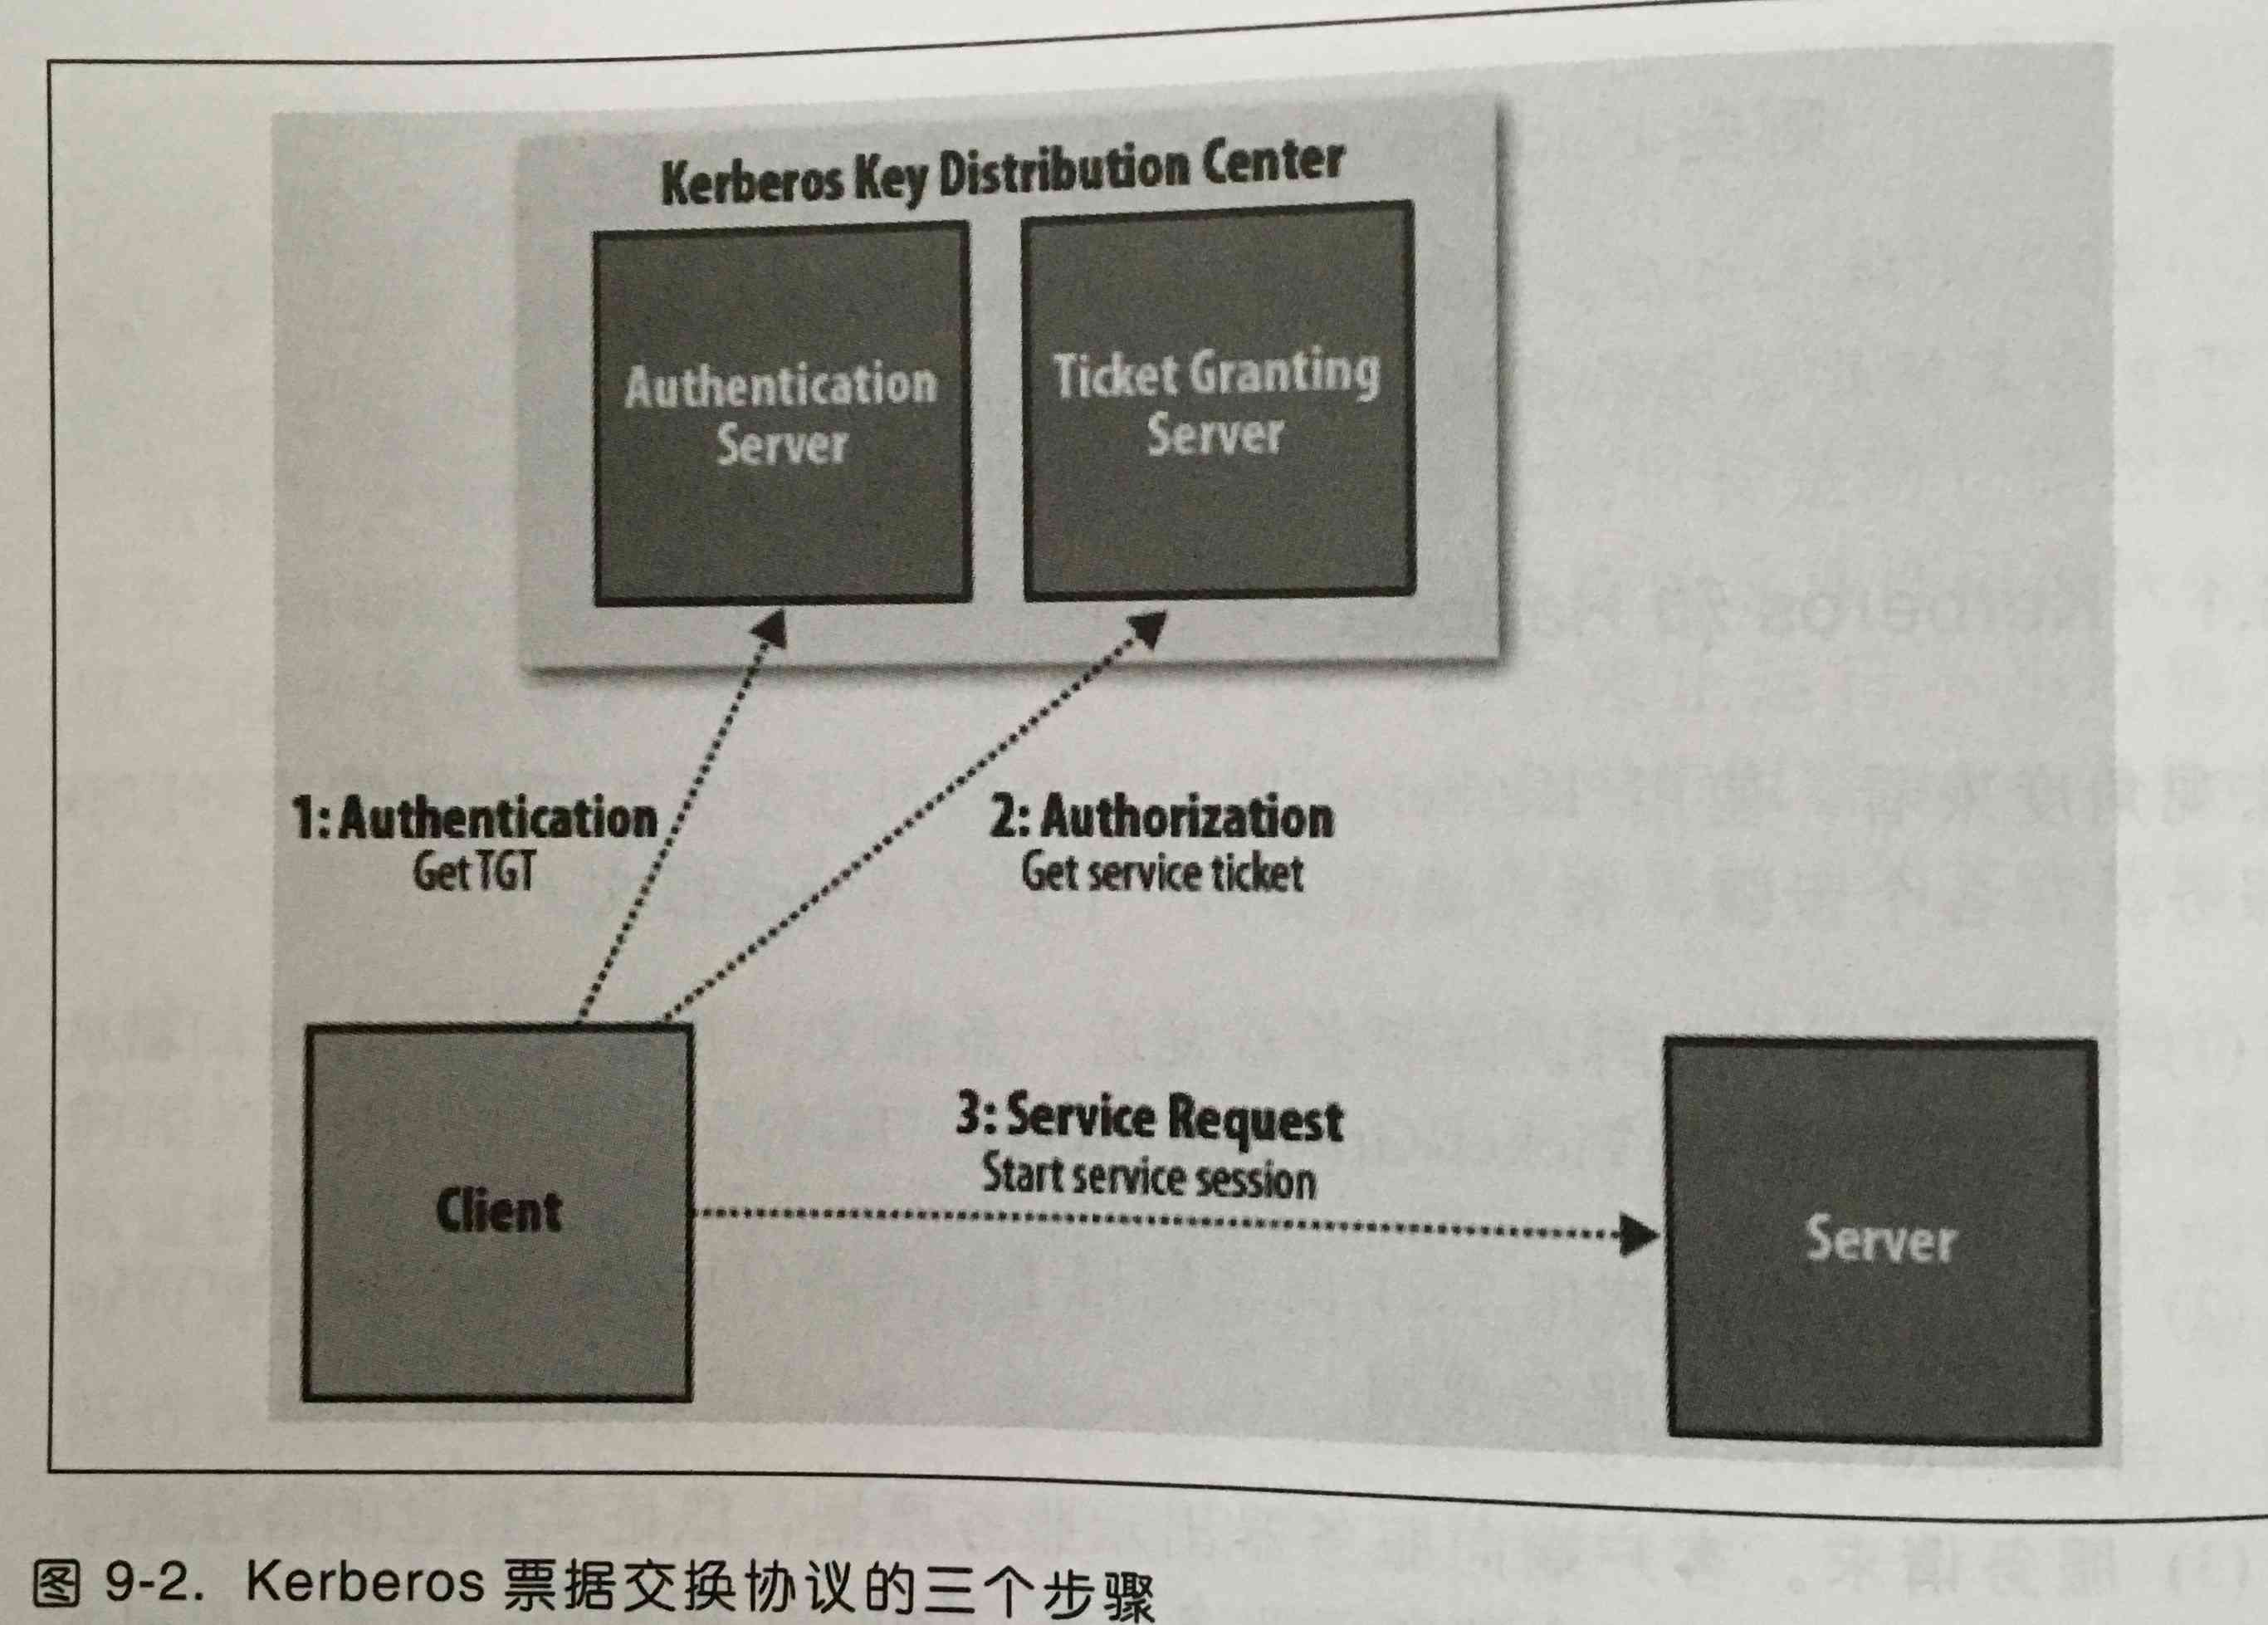 Kerberos Key Distribution Center
Authentication
Server
Ticket Granting
Server
1: Authentication
Get TGT
2: Authorization
Get service ticket
3: Service Request
Start service session
Client
Server
图 9-2. Kerberos 票据交换协议的三个步骤